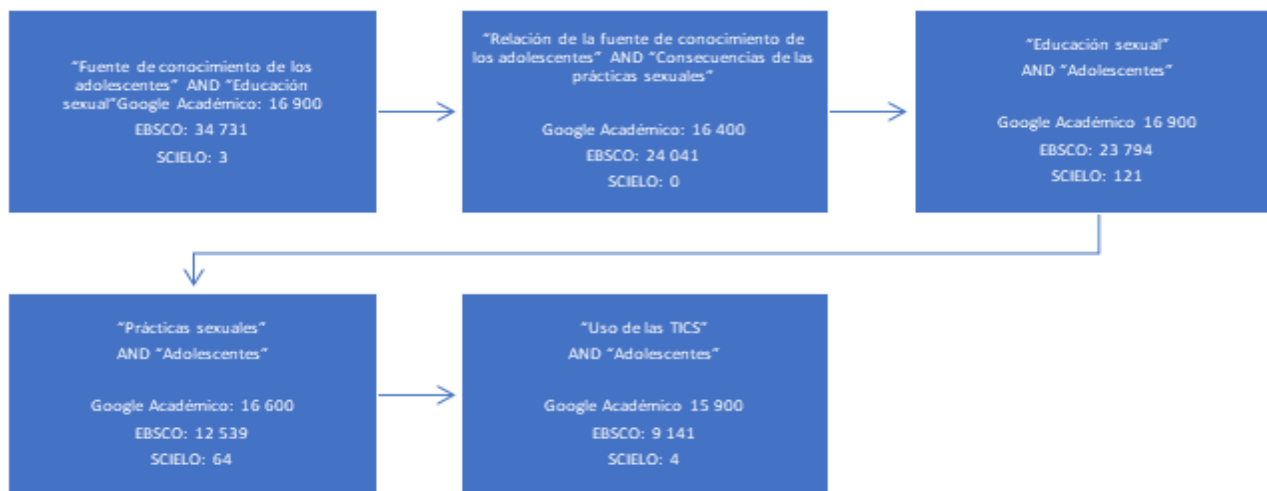 “Fuente de conocimiento de los
adolescentes” AND “Educación
sexual”Google Académico: 16 900
EBSCO: 34 731
SCIELO: 3
“Relación de la fuente de conocimiento de
los adolescentes” AND “Consecuencias de las
prácticas sexuales”
Google Académico: 16 400
EBSCO: 24 041
SCIELO: 0
“Educación sexual”
AND “Adolescentes”
Google Académico 16 900
EBSCO: 23 794
SCIELO: 121
“Prácticas sexuales”
AND “Adolescentes”
Google Académico: 16 600
EBSCO: 12 539
SCIELO: 64
“Uso de las TICS”
AND “Adolescentes”
Google Académico 15 900
EBSCO: 9 141
SCIELO: 4